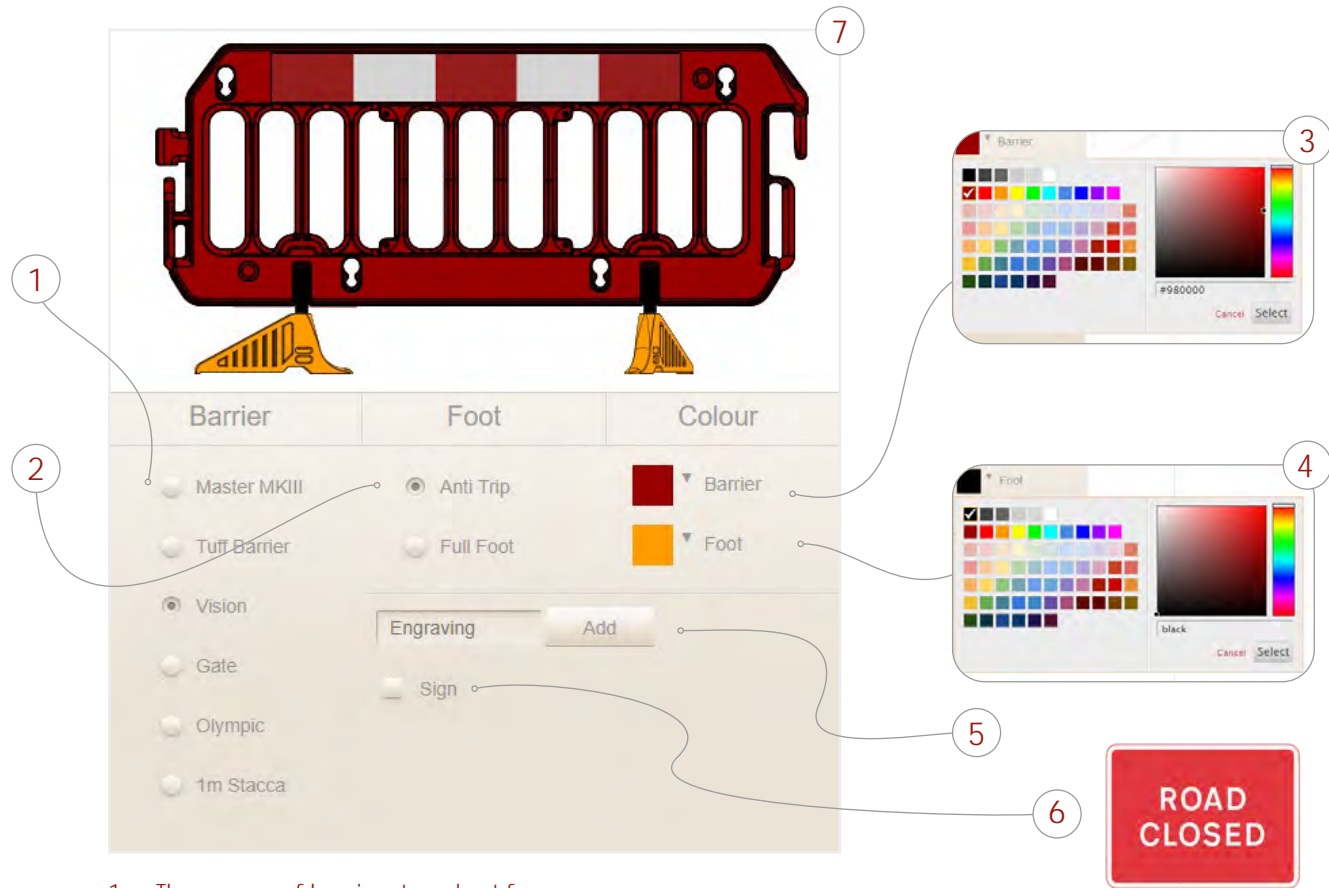 7
Barrier
3
#980000
Cancel Select
1
Barrier Foot Colour
2
Master MKIII Anti Trip Barrier
Tuff Barrier Full Foot Foot
Foot
4
black
Cancel Select
Vision
Engraving Add
Gate
Sign
5
Olympic
1m Stacca
6
ROAD
CLOSED